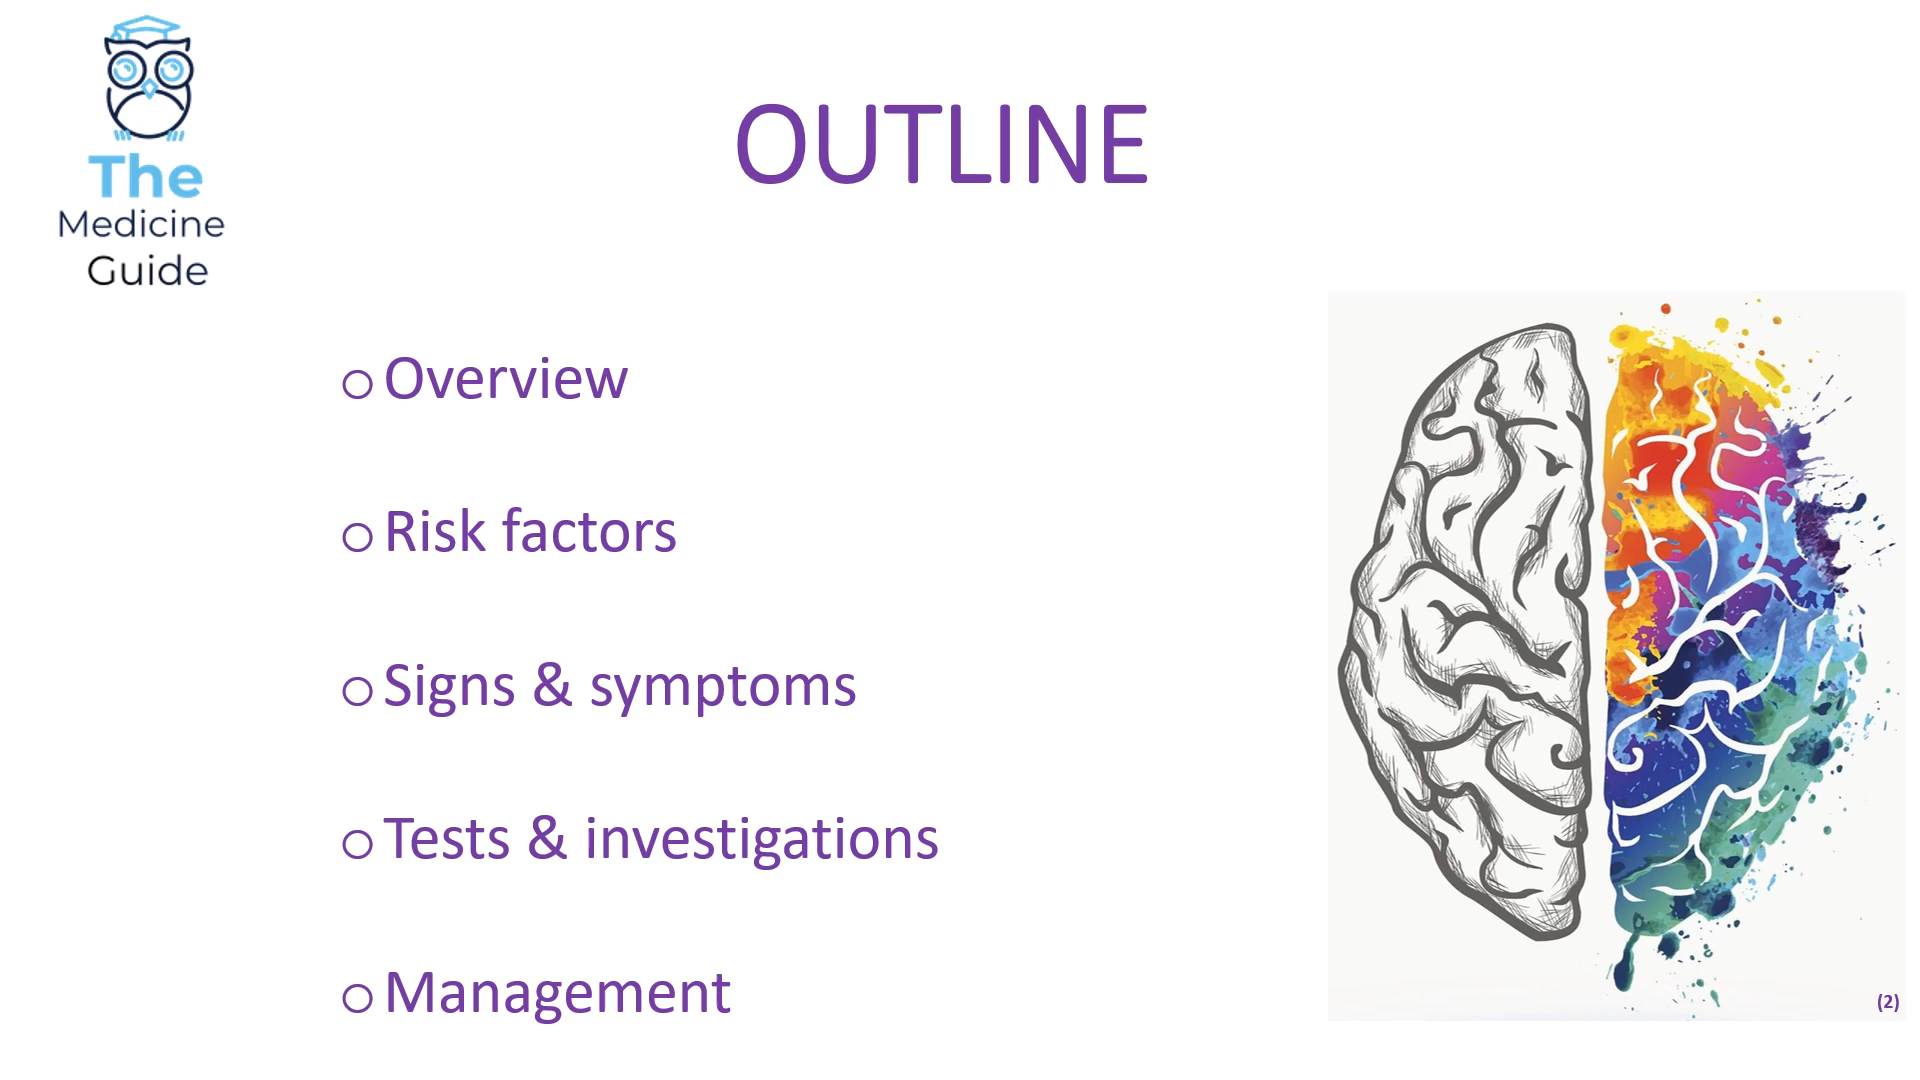 The
Medicine
Guide
OUTLINE
o Overview
o Risk factors
o Signs & symptoms
o Tests & investigations
o Management
(2)